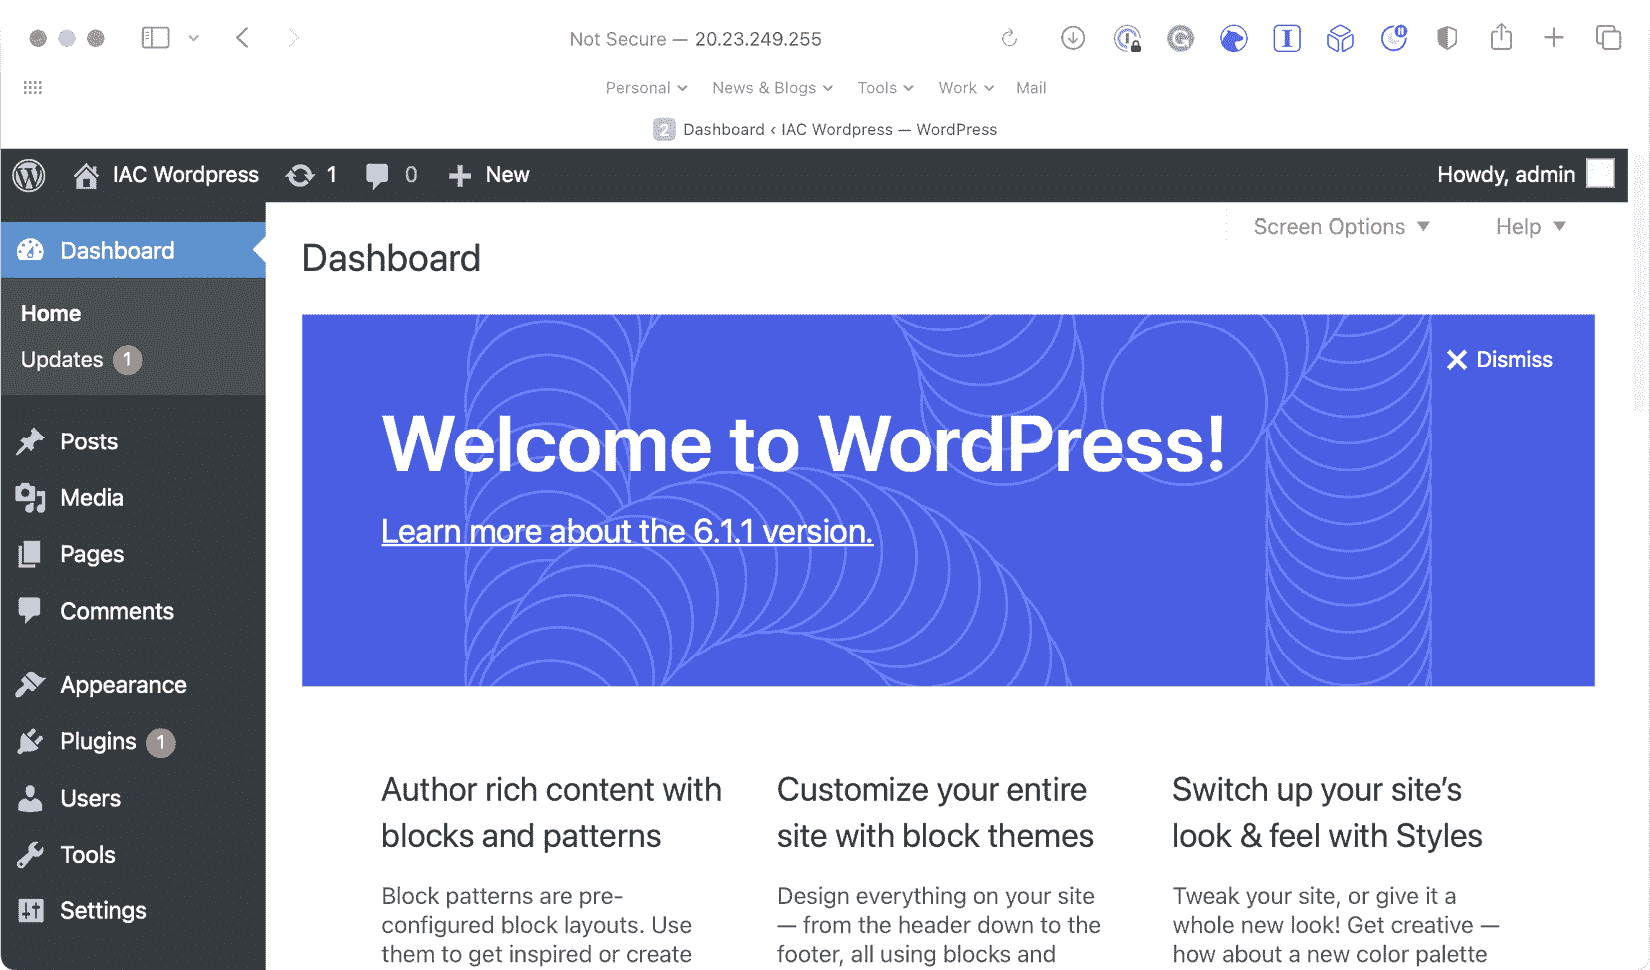 Not Secure — 20.23.249.255
Personal News & Blogs Tools Work Mail
2 Dashboard ‹ IAC Wordpress — WordPress
IAC Wordpress 1 0 New Howdy, admin
Screen Options Help
Dashboard
Home
Updates 1
Posts
Media
Pages
Comments
Appearance
Plugins 1
Users
Tools
Settings
Dashboard
Dismiss
Welcome to WordPress!
Learn more about the 6.1.1 version.
Author rich content with
blocks and patterns
Block patterns are pre-
configured block layouts. Use
them to get inspired or create
Customize your entire
site with block themes
Design everything on your site
— from the header down to the
footer, all using blocks and
Switch up your site’s
look & feel with Styles
Tweak your site, or give it a
whole new look! Get creative —
how about a new color palette